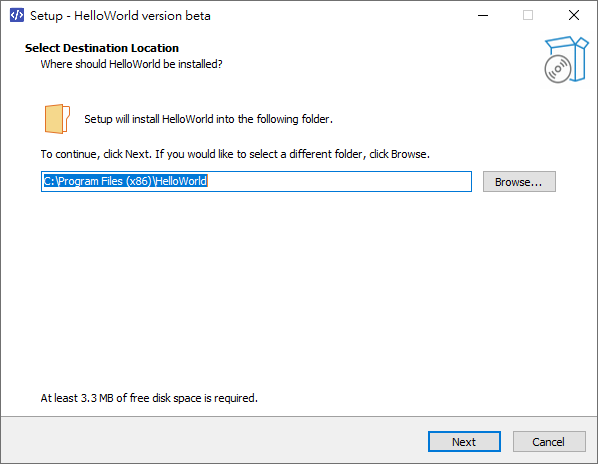 Setup - HelloWorld version beta
Select Destination Location
Where should HelloWorld be installed?
Setup will install HelloWorld into the following folder.
To continue, click Next. If you would like to select a different folder, click Browse.
C:\Program Files (x86)\HelloWorld
Browse...
At least 3.3 MB of free disk space is required.
Next
Cancel